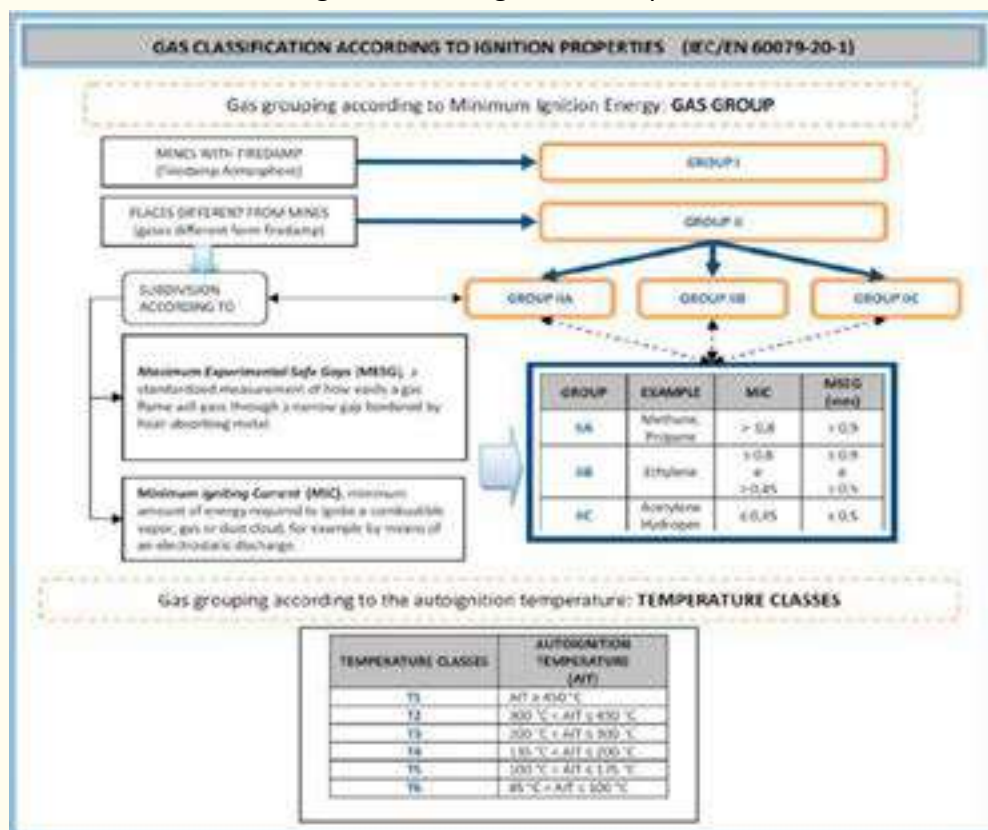 GAS CLASSIFICATION ACCORDING TO IGNITION PROPERTIES (IEC/EN 60079-20-1)
Gas grouping according to Minimum Ignition Energy: GAS GROUP
MINES WITH FIREDAMP
(firedamp Atmosphere)
GROUP I
PLACES DIFFERENT FROM MINES
(gases different form firedamp)
GROUP II
SUBDIVISION
ACCORDING TO
GROUP IIA
GROUP IIB
GROUP IIC
Maximum Experimental Safe Gaps (MESG), a
standardized measurement of how easily a gas
flame will pass through a narrow gap bordered by
heat absorbing metal
Minimum Igniting Current (MIC), minimum
amount of energy required to ignite a combustible
vapor, gas or dust cloud, for example by means of
an electrostatic discharge.
GROUP EXAMPLE MIC
(mm)
Methane,
Propane
> 0,8
0,9
IIB Ethylene
0,8
0,9
> 0,45
0,5
IIC Acetylene
Hydrogen
0,45
0,5
Gas grouping according to the autoignition temperature: TEMPERATURE CLASSES
TEMPERATURE CLASSES AUTOIGNITION
TEMPERATURE
(AIT)
T1 AIT 450 °C
T2 300 °C < AIT ≤ 450 °C
T3 200 °C < AIT ≤ 300 °C
T4 AIT ≤ 200 °C
T5 100 °C < AIT
T6 85 °C < AIT ≤ 100 °C